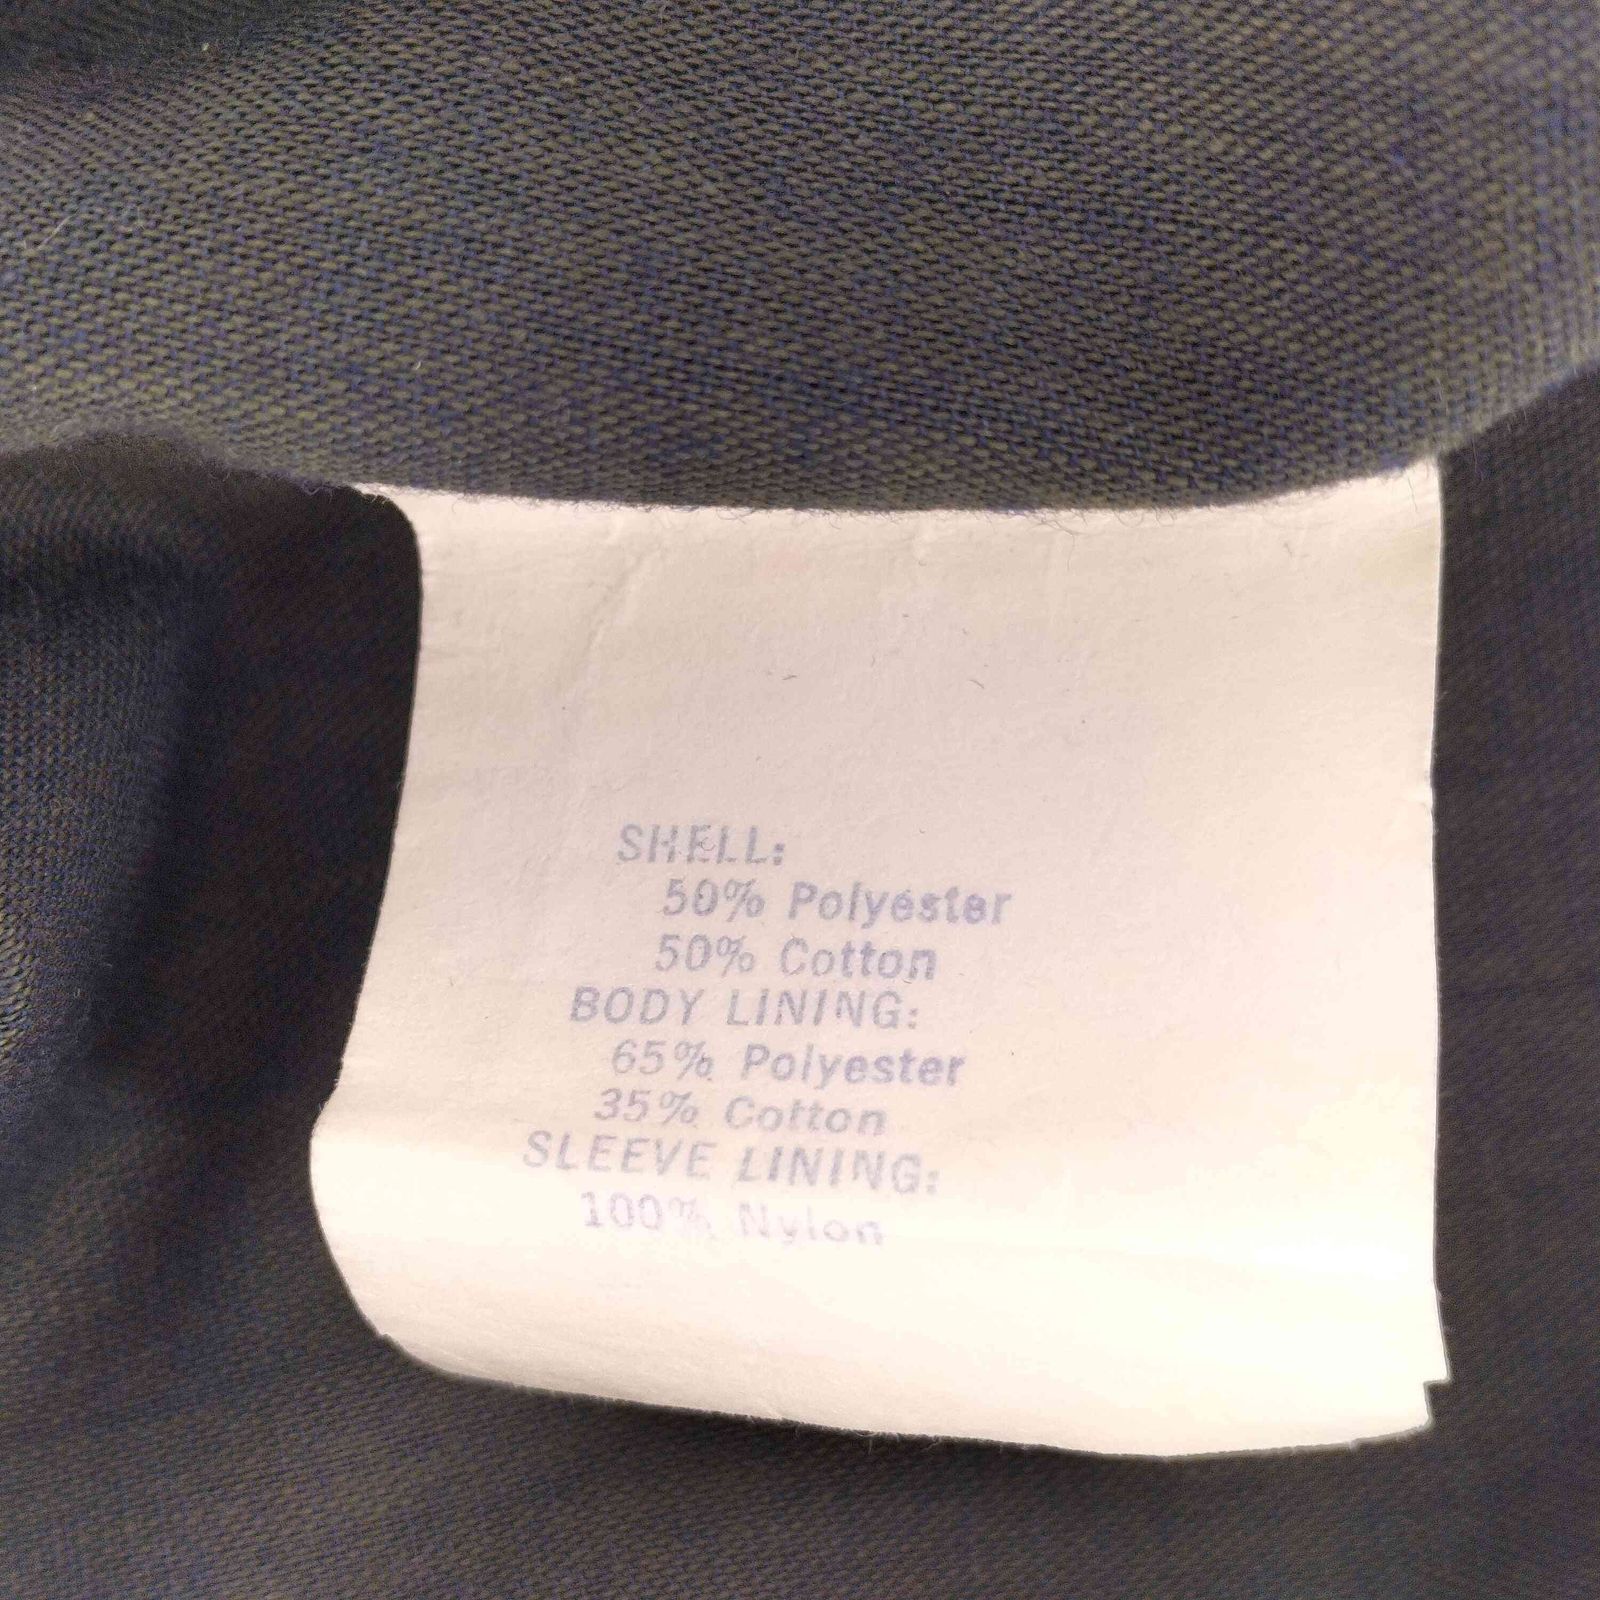 SHELL:
50% Polyester
50% Cotton
BODY LINING:
65% Polyester
35% Cotton
SLEEVE LINING:
100% Nylon